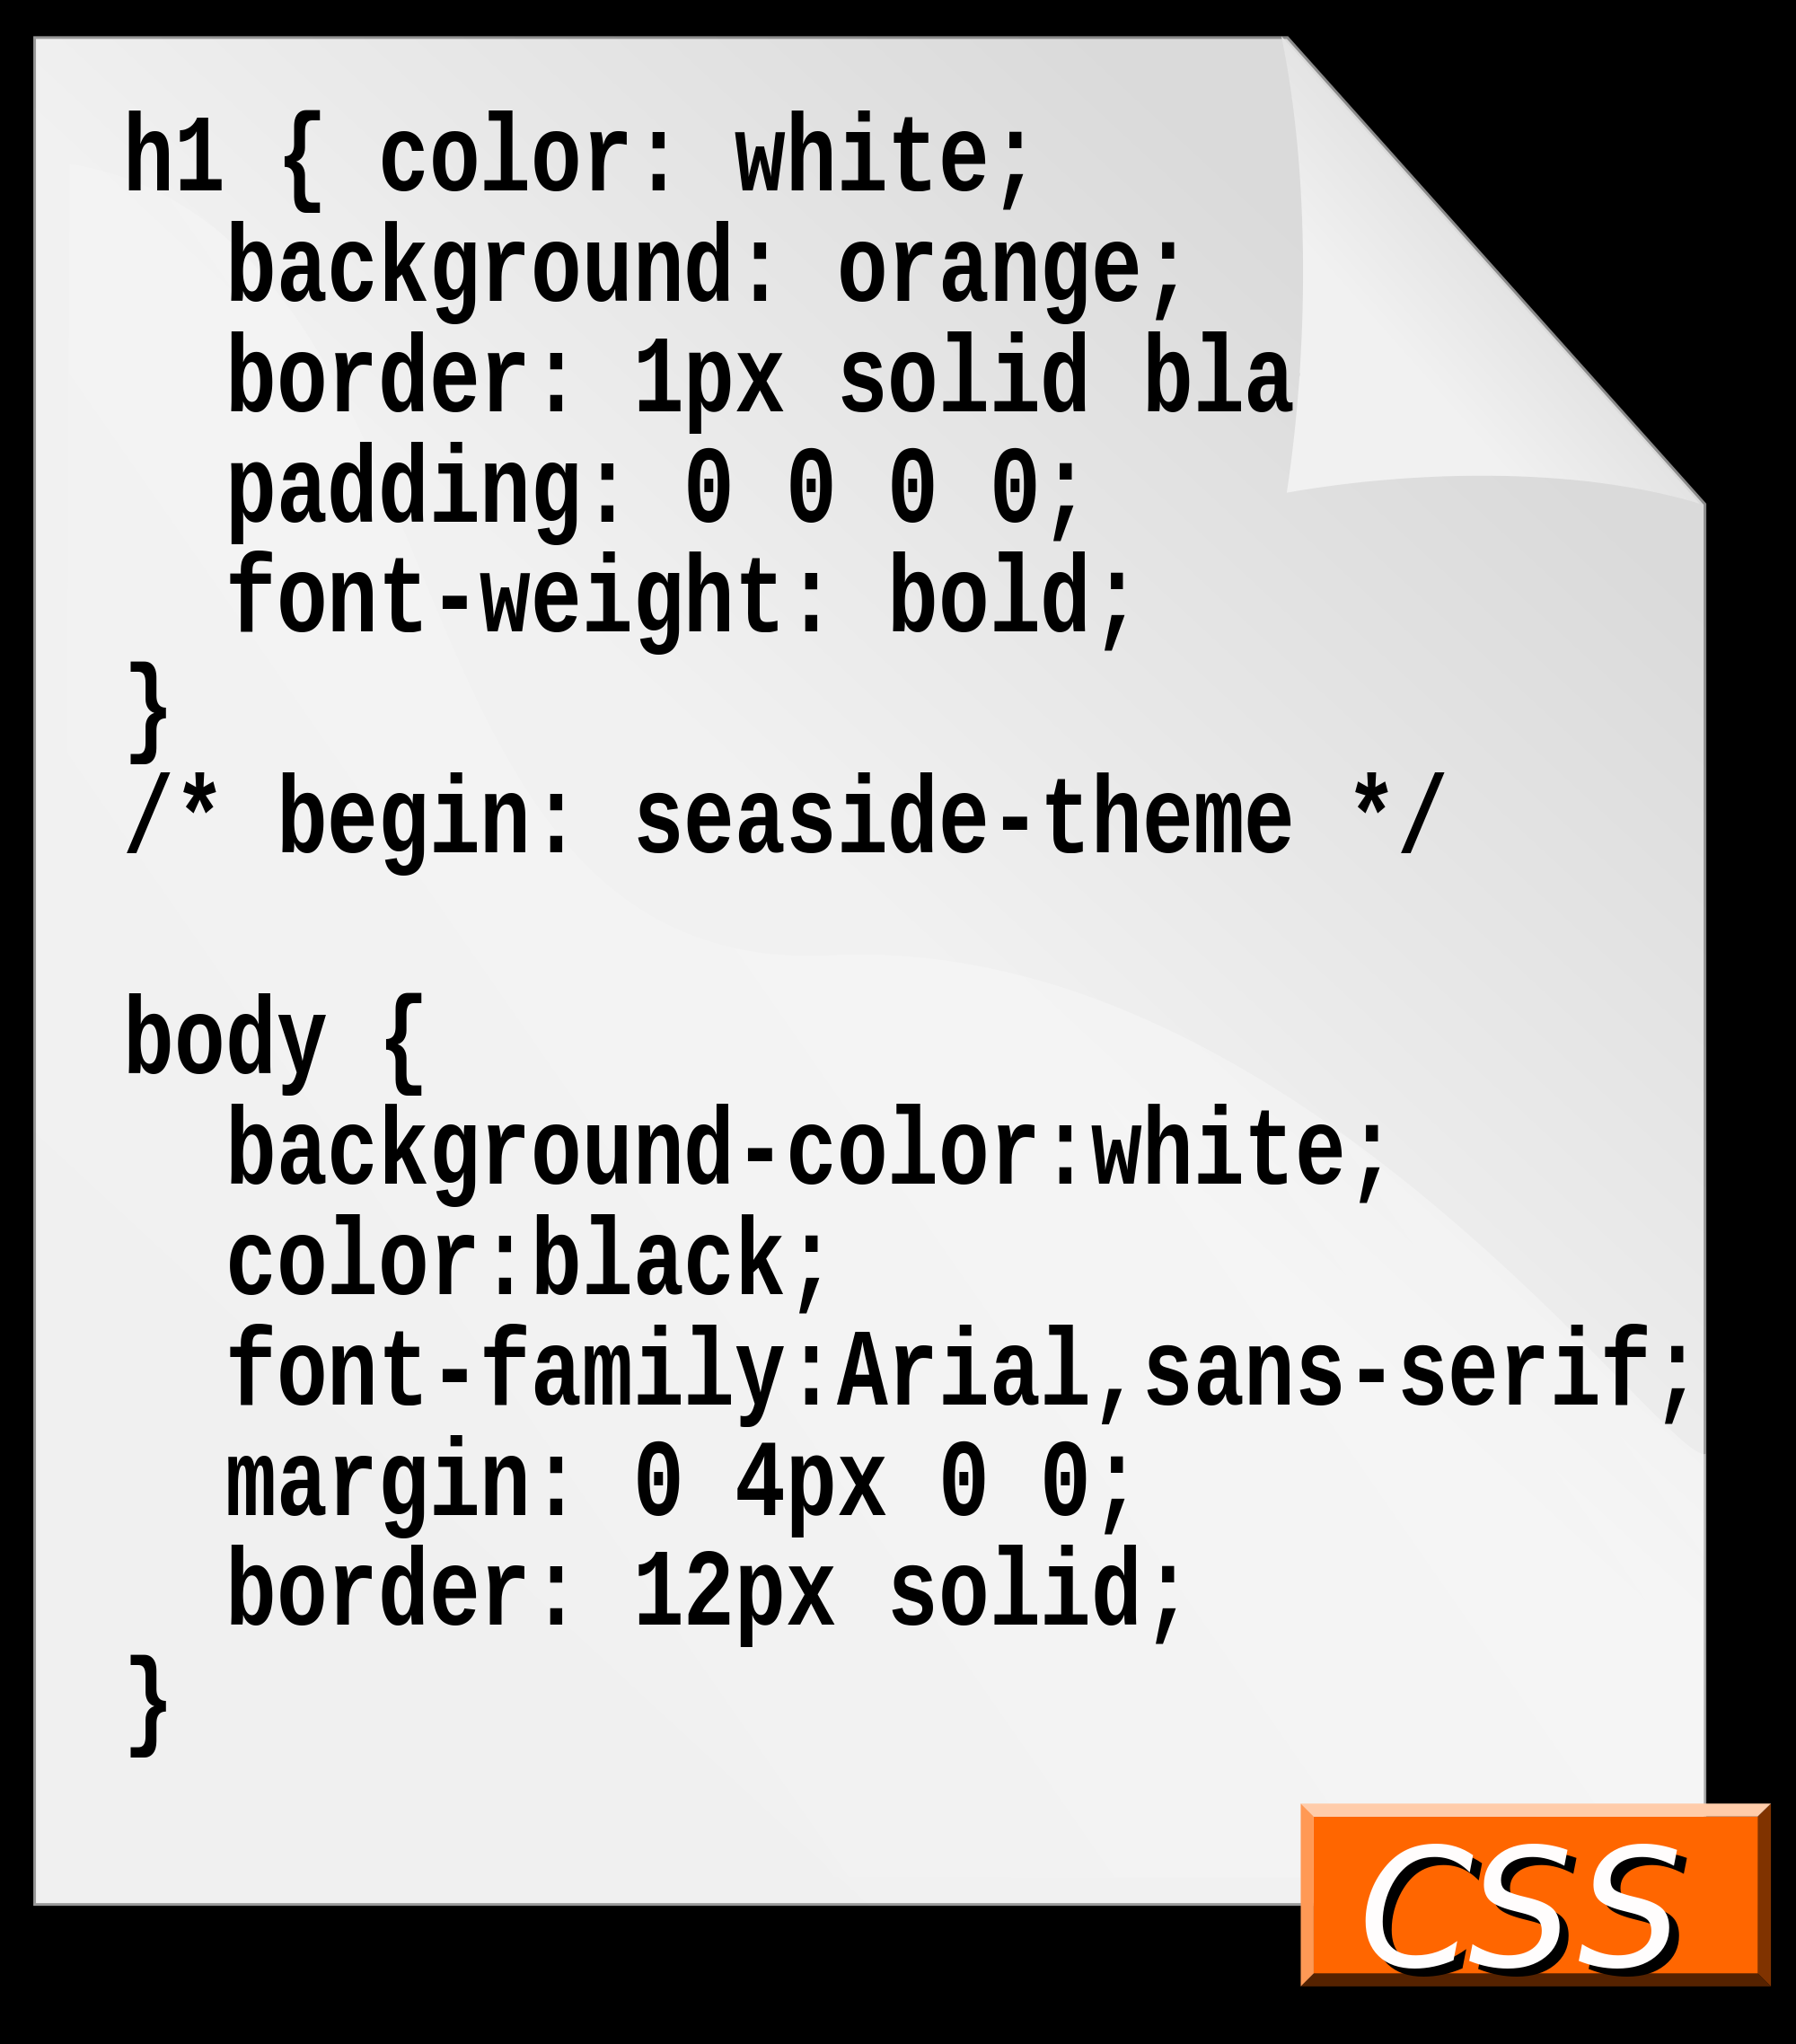 h1 { color: white;
  background: orange;
  border: 1px solid bla
  padding: 0 0 0 0;
  font-weight: bold;
}
/* begin: seaside-theme */

body {
  background-color:white;
  color:black;
  font-family:Arial,sans-serif;
  margin: 0 4px 0 0;
  border: 12px solid;
}
CSS